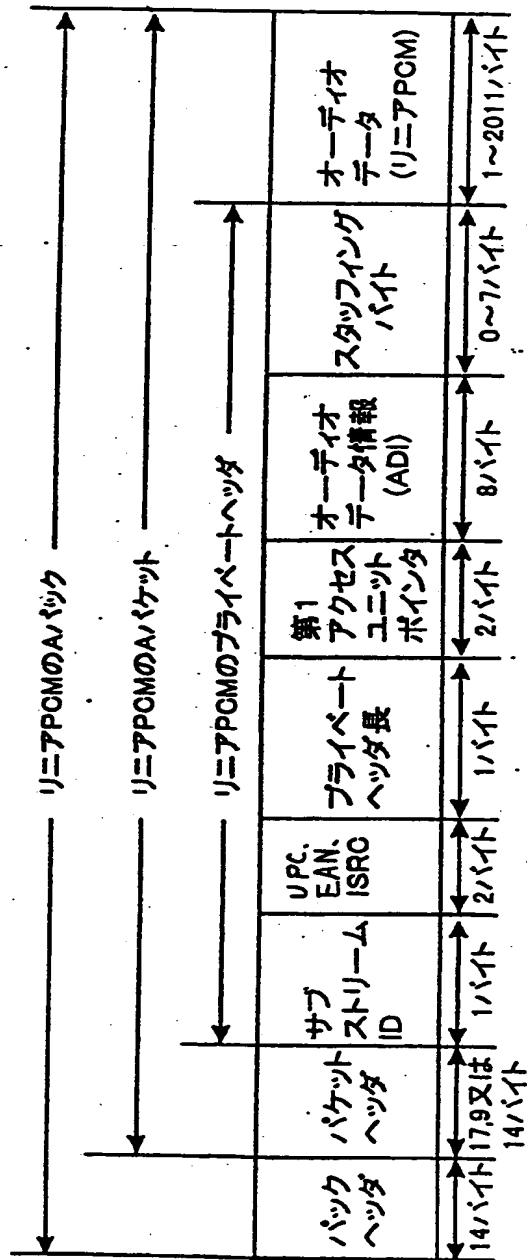 リニアPCMのAパック
リニアPCMのAパケット
リニアPCMのプライベートヘッダ
パック
ヘッダ
パケット
ヘッダ
サブ
ストリーム
ID
UPC,
EAN,
ISRC
プライベート
ヘッダ長
第1
アクセス
ユニット
ポインタ
オーディオ
データ情報
(ADI)
スタッフィング
バイト
オーディオ
データ
(リニアPCM)
14バイト
17,9又は
14バイト
1バイト
2バイト
1バイト
2バイト
8バイト
0~7バイト
1~2011バイト